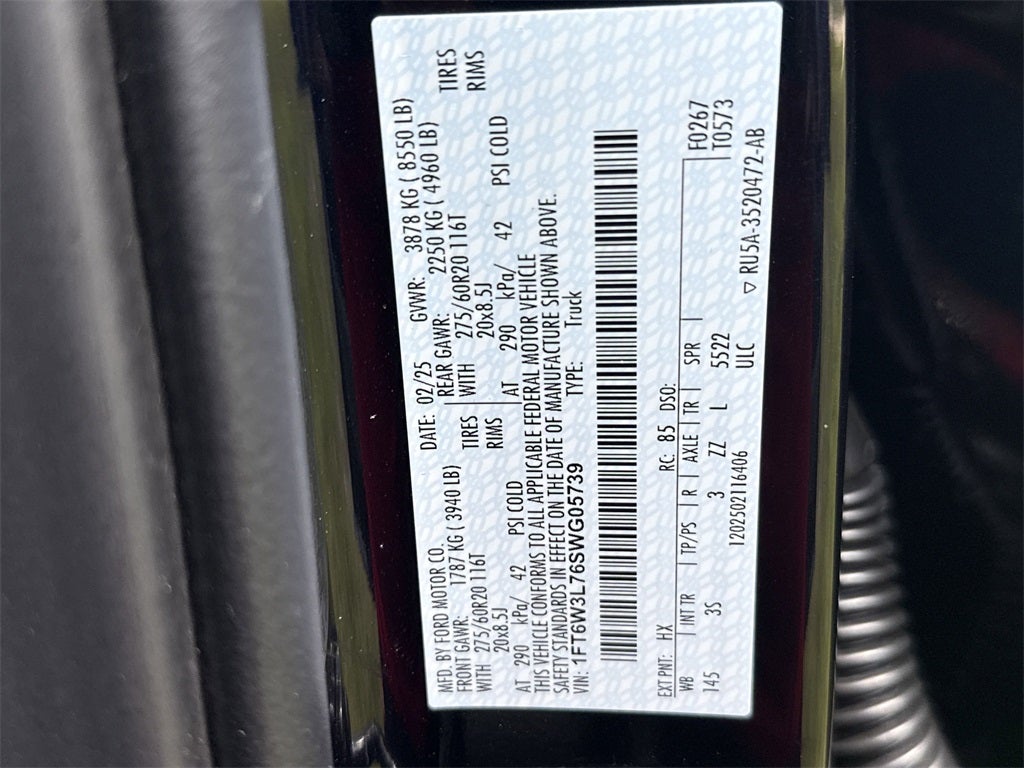 MFD. BY FORD MOTOR CO.
DATE: 02/25 GVWR: 3878 KG ( 8550 LB)
FRONT GAWR: 1787 KG ( 3940 LB) REAR GAWR: 2250 KG ( 4960 LB)
WITH 275/60R20 116T TIRES WITH 275/60R20 116T TIRES
20x8.5J RIMS 20x8.5J RIMS
AT 290 kPa/ 42 PSI COLD AT 290 kPa/ 42 PSI COLD
THIS VEHICLE CONFORMS TO ALL APPLICABLE FEDERAL MOTOR VEHICLE
SAFETY STANDARDS IN EFFECT ON THE DATE OF MANUFACTURE SHOWN ABOVE.
VIN: 1FT6W3L76SWG05739 TYPE: Truck
EXT PNT: HX RC: 85 DSO: F0267
WB INT TR TP/PS R AXLE TR SPR T0573
145 3S 3 ZZ L 5522
120250211 6406 ULC ▽ RU5A-3520472-AB